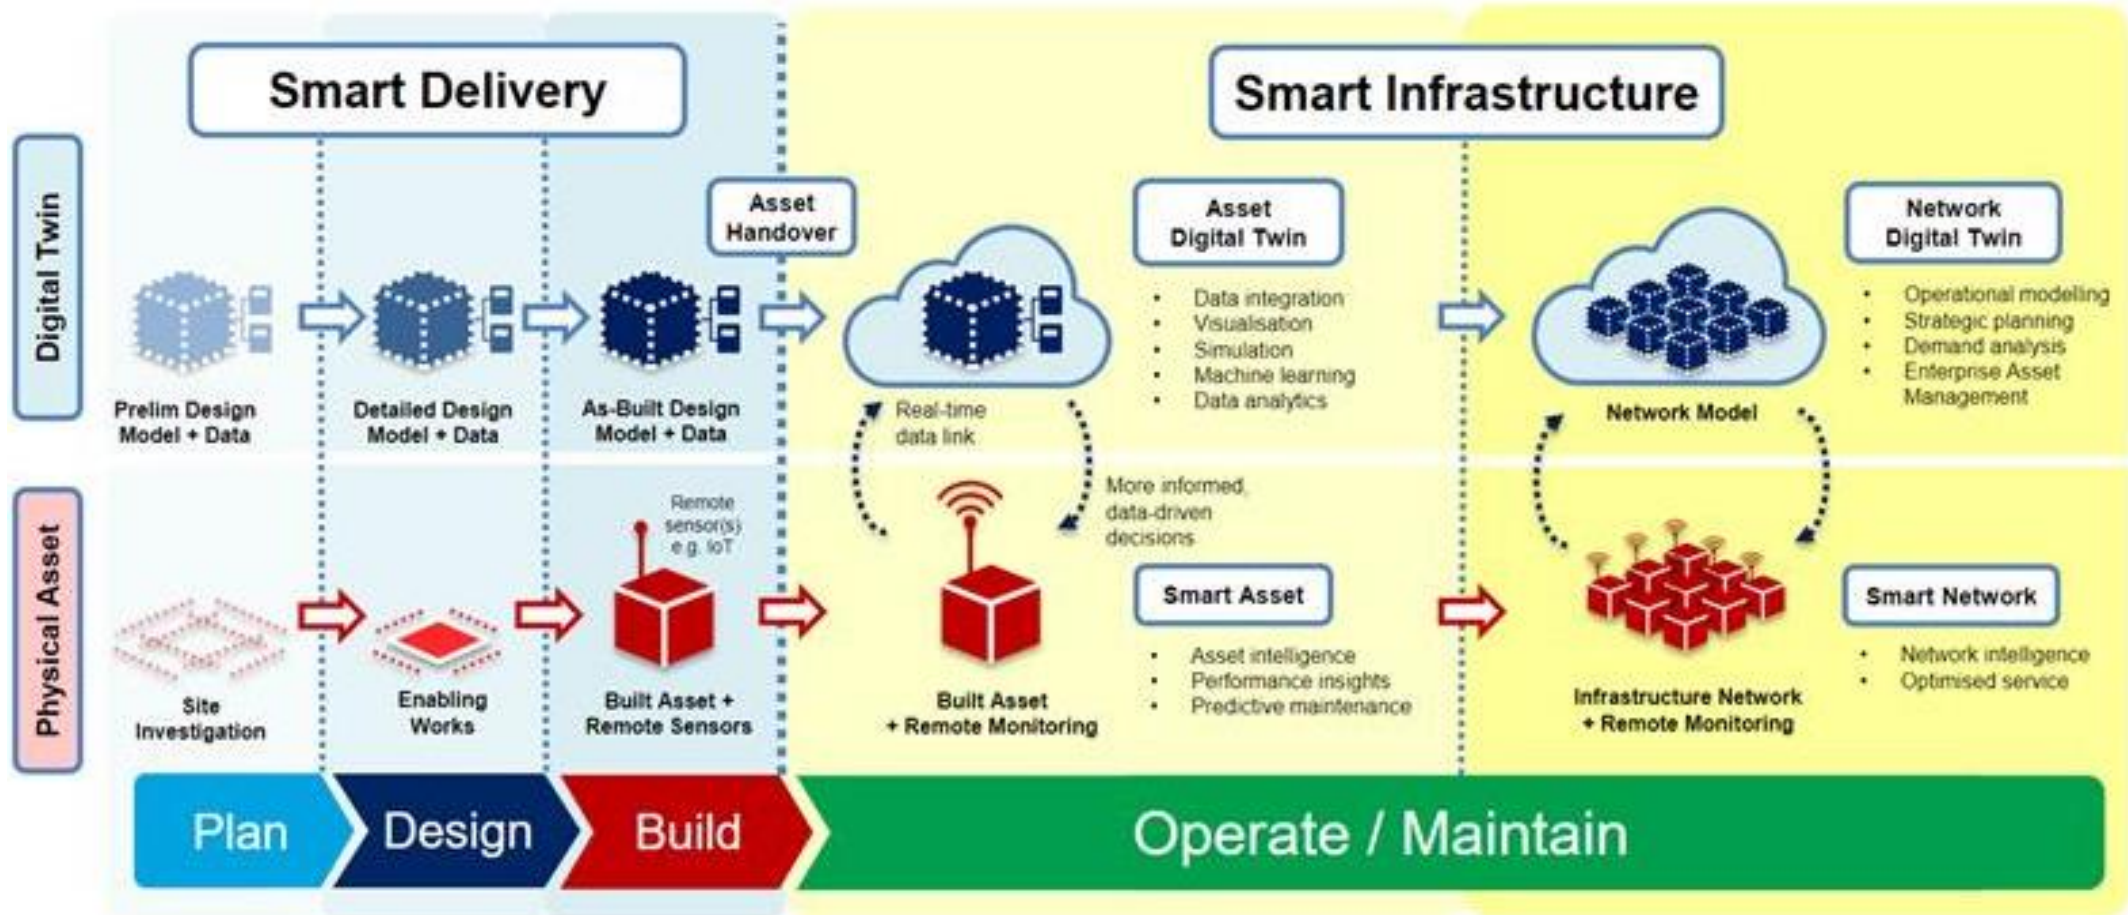 Smart Delivery
Smart Infrastructure
Digital Twin
Asset
Handover
Asset
Digital Twin
Network
Digital Twin
• Data integration
• Visualisation
• Simulation
• Machine learning
• Data analytics
• Operational modelling
• Strategic planning
• Demand analysis
• Enterprise Asset
Management
Prelim Design
Model + Data
Detailed Design
Model + Data
As-Built Design
Model + Data
Real-time
data link
Network Model
Physical Asset
Remote
sensor(s)
e.g. IoT
More informed,
data-driven
decisions
Smart Asset
Smart Network
• Asset intelligence
• Performance insights
• Predictive maintenance
• Network intelligence
• Optimised service
Site
Investigation
Enabling
Works
Built Asset +
Remote Sensors
Built Asset
+ Remote Monitoring
Infrastructure Network
+ Remote Monitoring
Plan
Design
Build
Operate / Maintain